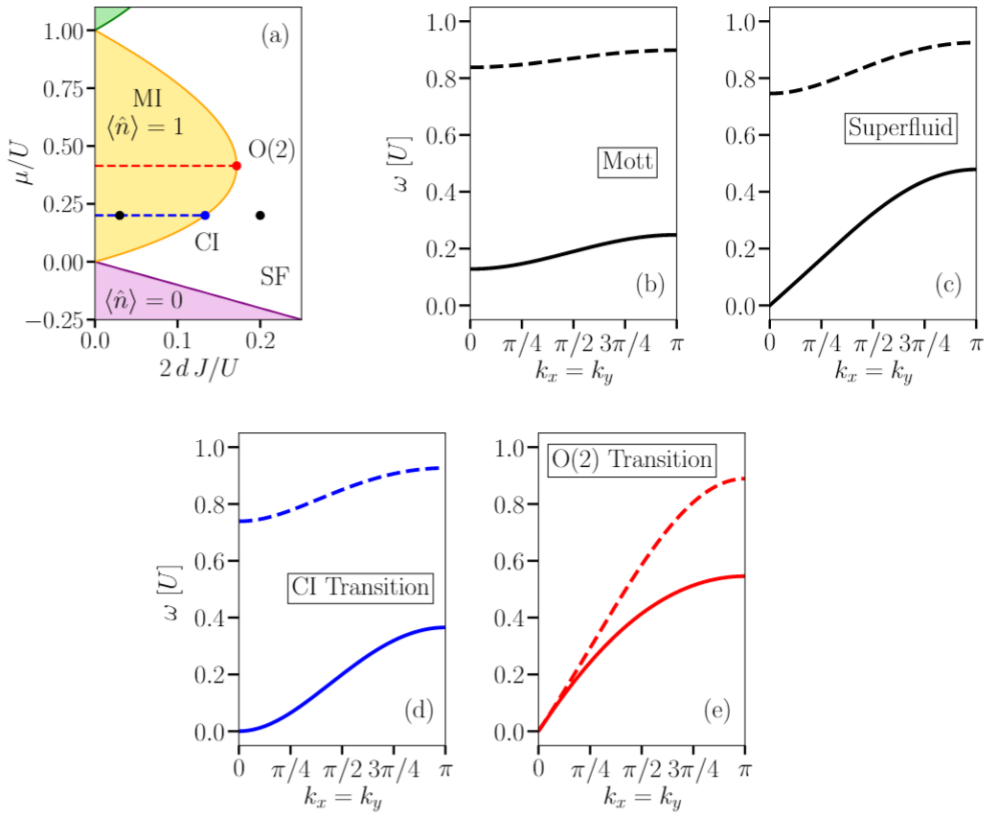 (a)
1.00
0.75
0.50
0.25
0.00
−0.25
μ/U
MI
⟨n̂⟩ = 1
O(2)
CI
SF
⟨n̂⟩ = 0
0.0
0.1
0.2
2 d J/U
1.0
0.8
0.6
0.4
0.2
0.0
ω [U]
Mott
(b)
0
π/4
π/2
3π/4
π
k_x = k_y
1.0
0.8
0.6
0.4
0.2
0.0
Superfluid
(c)
0
π/4
π/2
3π/4
π
k_x = k_y
1.0
0.8
0.6
0.4
0.2
0.0
ω [U]
CI Transition
(d)
0
π/4
π/2
3π/4
π
k_x = k_y
1.0
0.8
0.6
0.4
0.2
0.0
O(2) Transition
(e)
0
π/4
π/2
3π/4
π
k_x = k_y